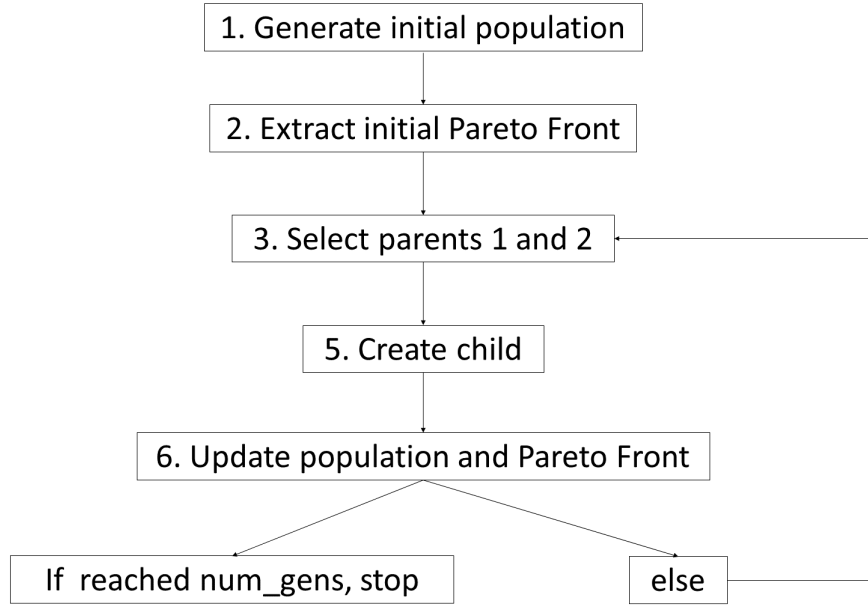 1. Generate initial population
2. Extract initial Pareto Front
3. Select parents 1 and 2
5. Create child
6. Update population and Pareto Front
If reached num_gens, stop
else